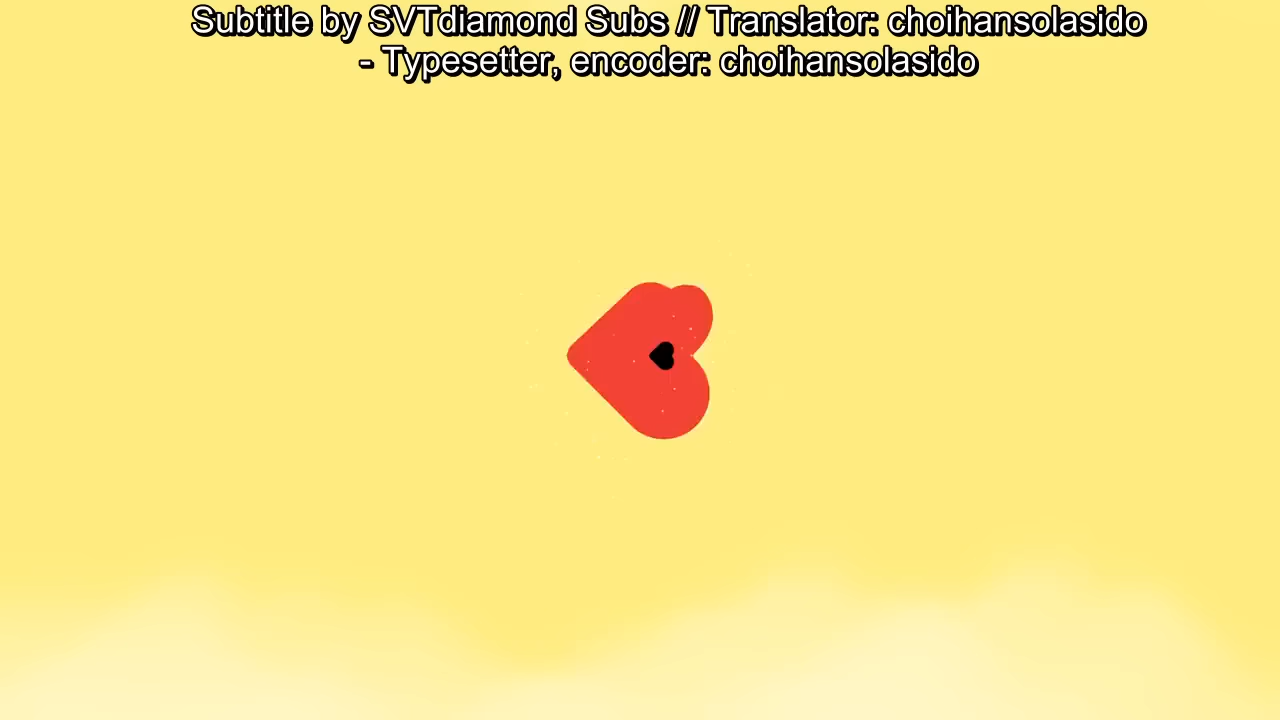 Subtitle by SVTdiamond Subs // Translator: choihansolasido
- Typesetter, encoder: choihansolasido